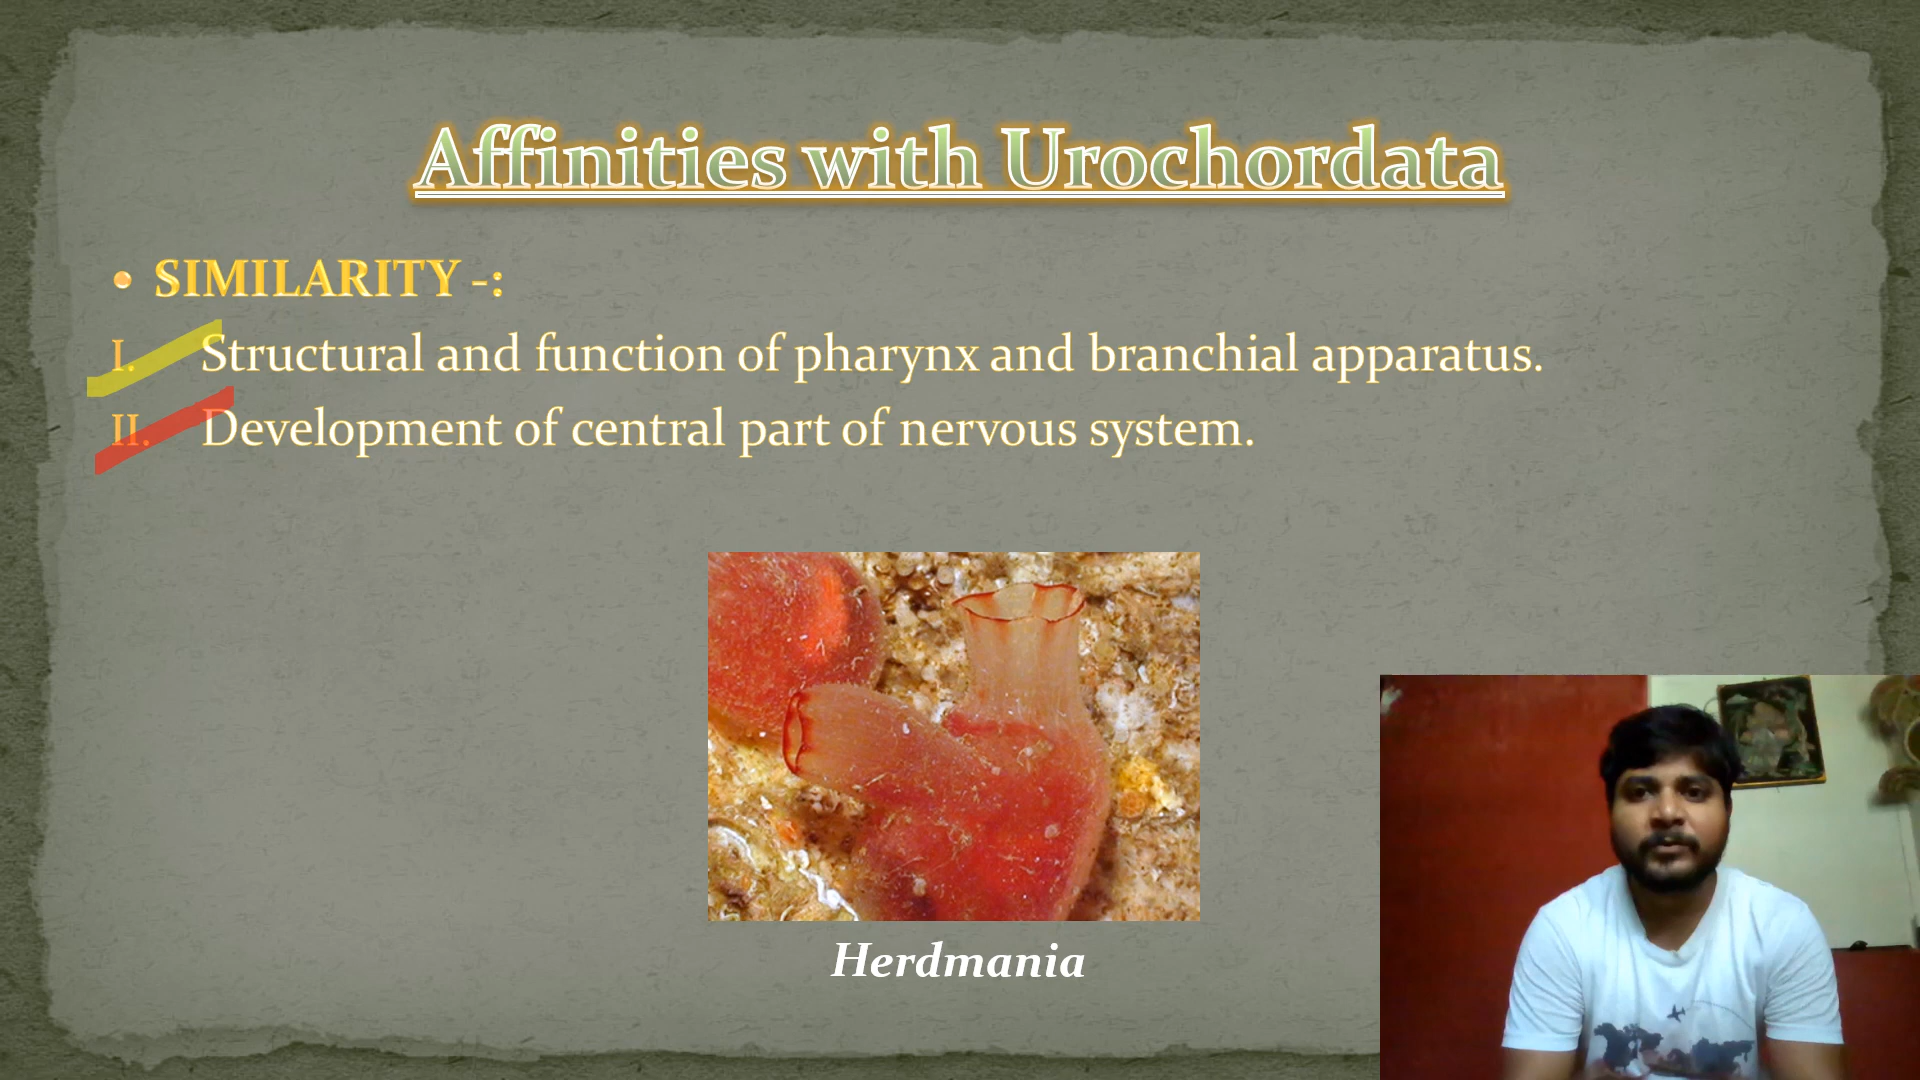 Affinities with Urochordata
• SIMILARITY -:
I. Structural and function of pharynx and branchial apparatus.
II. Development of central part of nervous system.
Herdmania